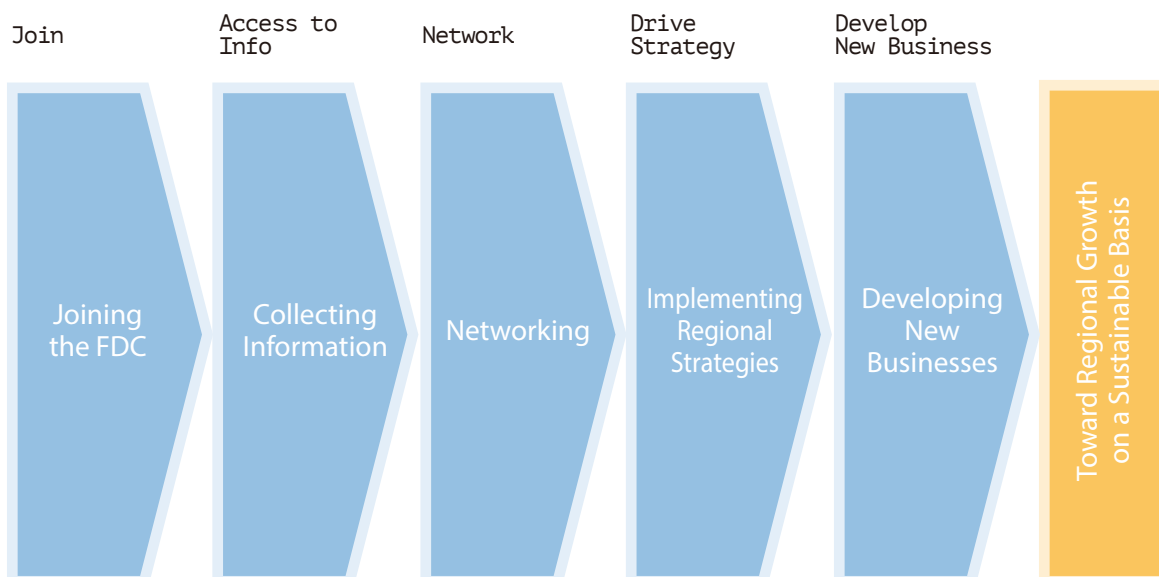 Join
Access to
Info
Network
Drive
Strategy
Develop
New Business
Joining
the FDC
Collecting
Information
Networking
Implementing
Regional
Strategies
Developing
New
Businesses
Toward Regional Growth
on a Sustainable Basis